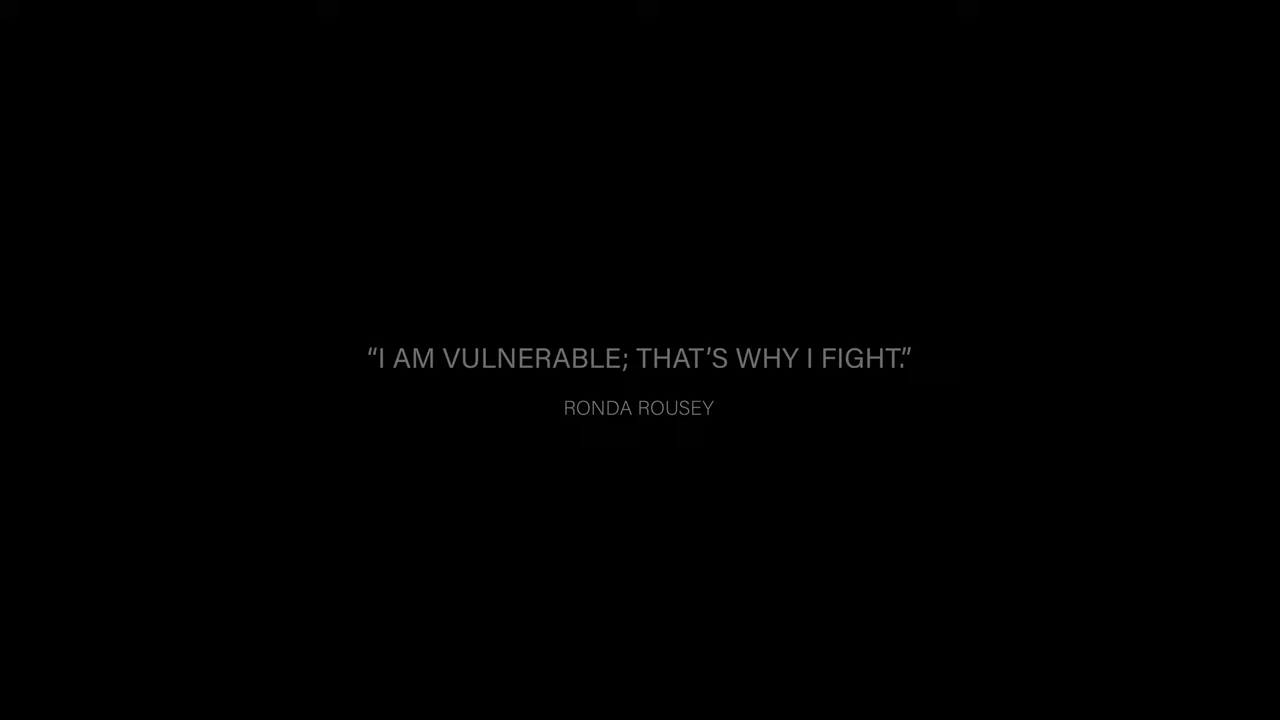 “I AM VULNERABLE; THAT’S WHY I FIGHT.”
RONDA ROUSEY